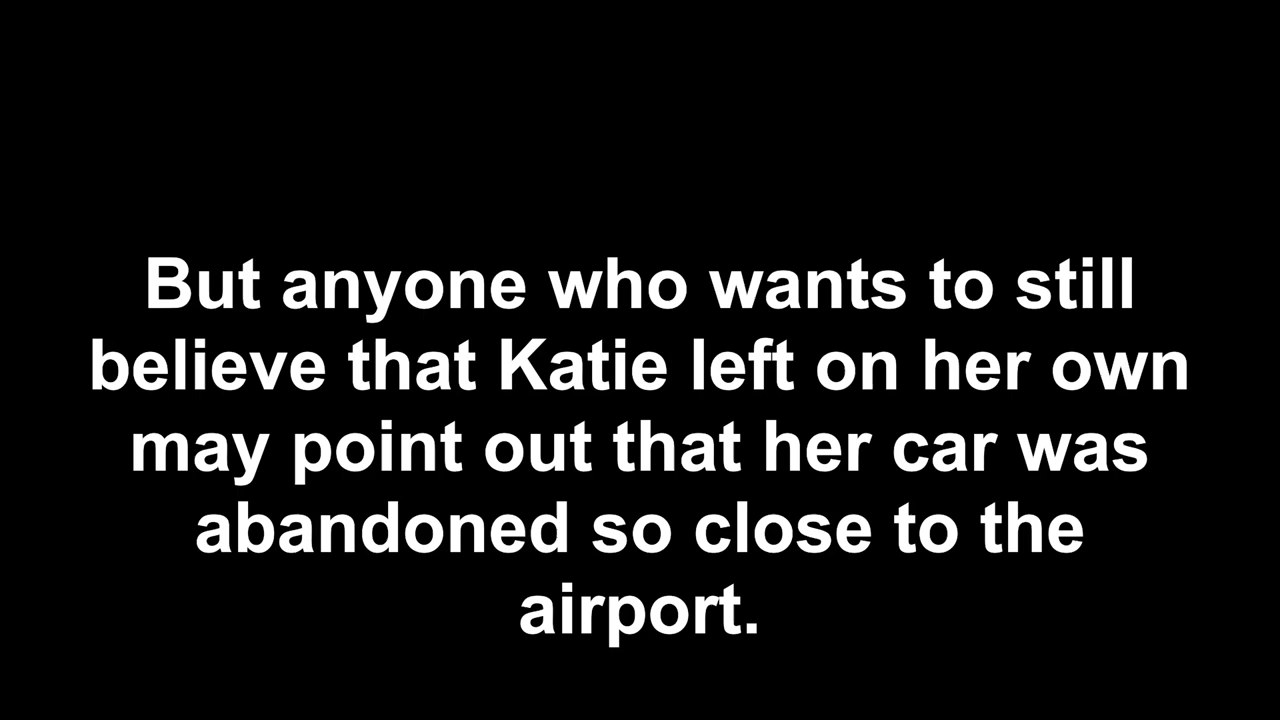 But anyone who wants to still
believe that Katie left on her own
may point out that her car was
abandoned so close to the
airport.